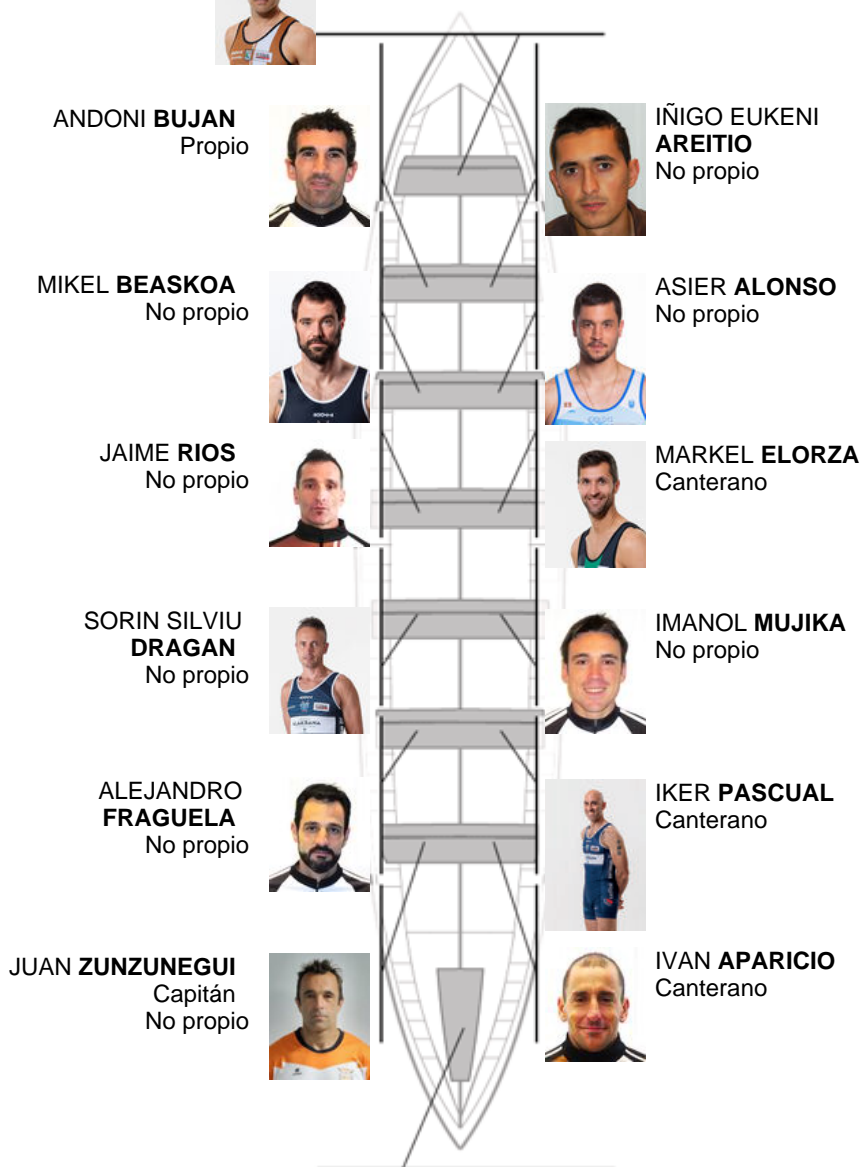 ANDONI BUJAN
Propio
IÑIGO EUKENI
AREITIO
No propio
MIKEL BEASKOA
No propio
ASIER ALONSO
No propio
JAIME RIOS
No propio
MARKEL ELORZA
Canterano
SORIN SILVIU
DRAGAN
No propio
IMANOL MUJIKA
No propio
ALEJANDRO
FRAGUELA
No propio
IKER PASCUAL
Canterano
JUAN ZUNZUNEGUI
Capitán
No propio
IVAN APARICIO
Canterano